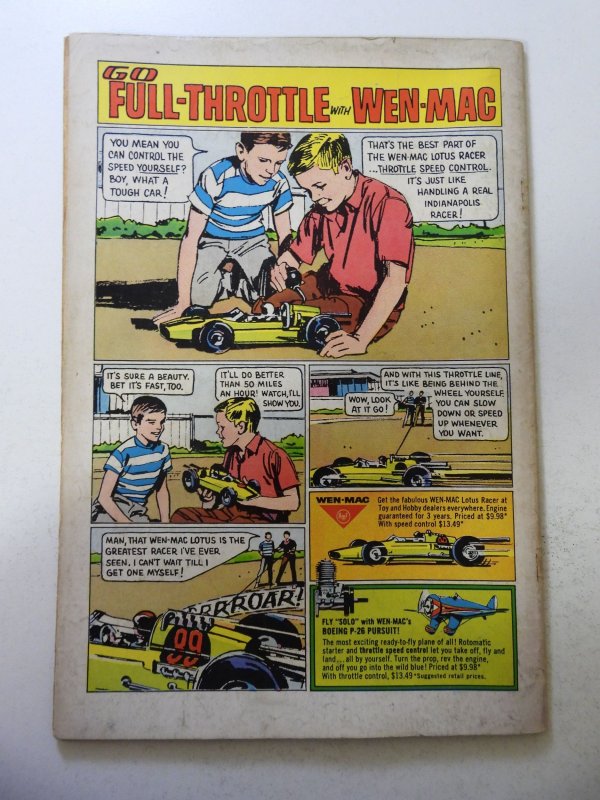 GO
FULL-THROTTLE WITH WEN-MAC
YOU MEAN YOU
CAN CONTROL THE
SPEED YOURSELF?
BOY, WHAT A
TOUGH CAR!
THAT'S THE BEST PART OF
THE WEN-MAC LOTUS RACER
...THROTTLE SPEED CONTROL.
IT'S JUST LIKE
HANDLING A REAL
INDIANAPOLIS
RACER!
IT'S SURE A BEAUTY.
BET IT'S FAST, TOO.
IT'LL DO BETTER
THAN 50 MILES
AN HOUR! WATCH, I'LL
SHOW YOU.
WOW, LOOK
AT IT GO!
AND WITH THIS THROTTLE LINE,
IT'S LIKE BEING BEHIND THE
WHEEL YOURSELF.
YOU CAN SLOW
DOWN OR SPEED
UP WHENEVER
YOU WANT.
MAN, THAT WEN-MAC LOTUS IS THE
GREATEST RACER I'VE EVER
SEEN. I CAN'T WAIT TILL I
GET ONE MYSELF!
RRRROAR!
99
WEN-MAC
Get the fabulous WEN-MAC Lotus Racer at
Toy and Hobby dealers everywhere. Engine
guaranteed for 3 years. Priced at $9.98*
With speed control $13.49*
FLY "SOLO" with WEN-MAC's
BOEING P-26 PURSUIT!
The most exciting ready-to-fly plane of all! Rotomatic
starter and throttle speed control let you take off, fly and
land...all by yourself. Turn the prop, rev the engine,
and off you go into the wild blue! Priced at $9.98*
With throttle control, $13.49 *Suggested retail prices.